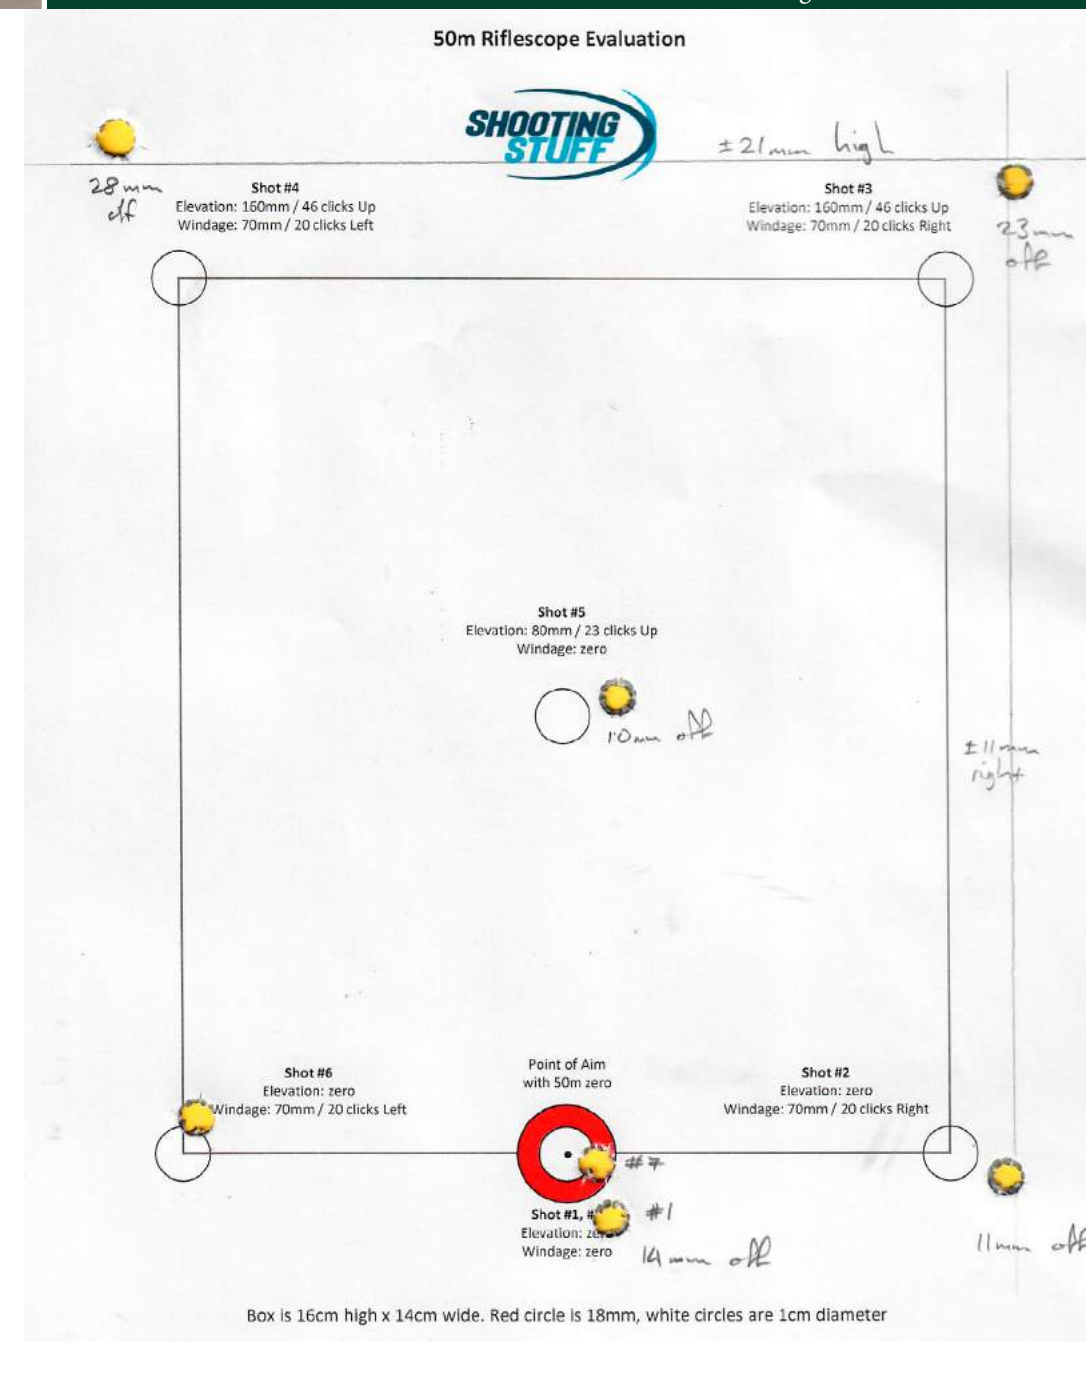 50m Riflescope Evaluation
SHOOTING
STUFF
±21mm high
28mm
off
Shot #4
Elevation: 160mm / 46 clicks Up
Windage: 70mm / 20 clicks Left
Shot #3
Elevation: 160mm / 46 clicks Up
Windage: 70mm / 20 clicks Right
23mm
off
Shot #5
Elevation: 80mm / 23 clicks Up
Windage: zero
10mm off
±11mm
right
Shot #6
Elevation: zero
Windage: 70mm / 20 clicks Left
Point of Aim
with 50m zero
Shot #2
Elevation: zero
Windage: 70mm / 20 clicks Right
#7
Shot #1, #
Elevation: zero
Windage: zero
#1
14mm off
11mm off
Box is 16cm high x 14cm wide. Red circle is 18mm, white circles are 1cm diameter